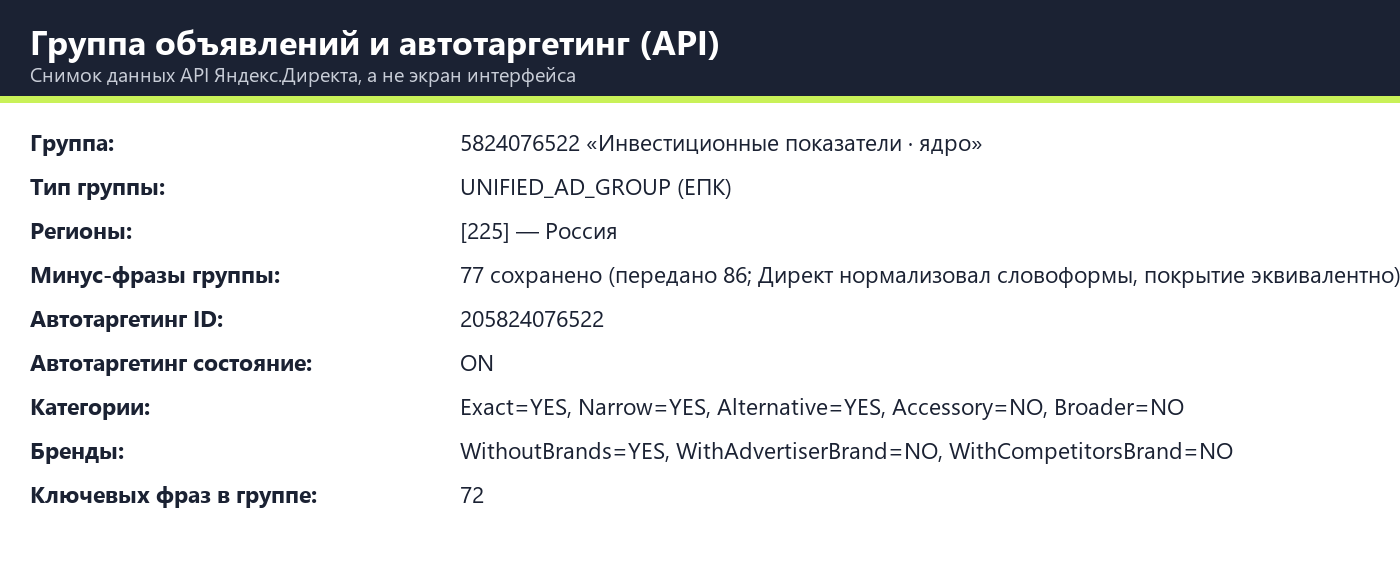 Группа объявлений и автотаргетинг (API)
Снимок данных API Яндекс.Директа, а не экран интерфейса
Группа: 5824076522 «Инвестиционные показатели · ядро»
Тип группы: UNIFIED_AD_GROUP (ЕПК)
Регионы: [225] — Россия
Минус-фразы группы: 77 сохранено (передано 86; Директ нормализовал словоформы, покрытие эквивалентно)
Автотаргетинг ID: 205824076522
Автотаргетинг состояние: ON
Категории: Exact=YES, Narrow=YES, Alternative=YES, Accessory=NO, Broader=NO
Бренды: WithoutBrands=YES, WithAdvertiserBrand=NO, WithCompetitorsBrand=NO
Ключевых фраз в группе: 72